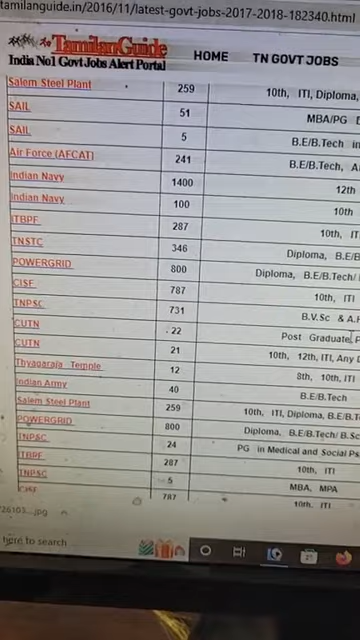 tamilanguide.in/2016/11/latest-govt-jobs-2017-2018-182340.html
TamilanGuide
HOME TN GOVT JOBS
India No1 Govt Jobs Alert Portal
Salem Steel Plant 259 10th, ITI, Diploma,
SAIL 51 MBA/PG
SAIL 5 B.E/B.Tech in
Air Force (AFCAT) 241 B.E/B.Tech,
Indian Navy 1400 12th
Indian Navy 100 10th
ITBPF 287 10th,
TNSTC 346 Diploma, B.E/B
POWERGRID 800 Diploma, B.E/B.Tech/
CISF 787 10th, ITI
TNPSC 731 B.V.Sc & A.H
CUTN 22 Post Graduate,
CUTN 21 10th, 12th, ITI, Any
Thyagaraja Temple 12 8th, 10th, ITI
Indian Army 40 B.E/B.Tech
Salem Steel Plant 259 10th, ITI, Diploma, B.E/B.T
POWERGRID 800 Diploma, B.E/B.Tech/ B.Sc
TNPSC 24 PG in Medical and Social Ps
ITBPF 287 10th, ITI
TNPSC 5 MBA, MPA
CISF 787 10th, ITI
26103....jpg
here to search